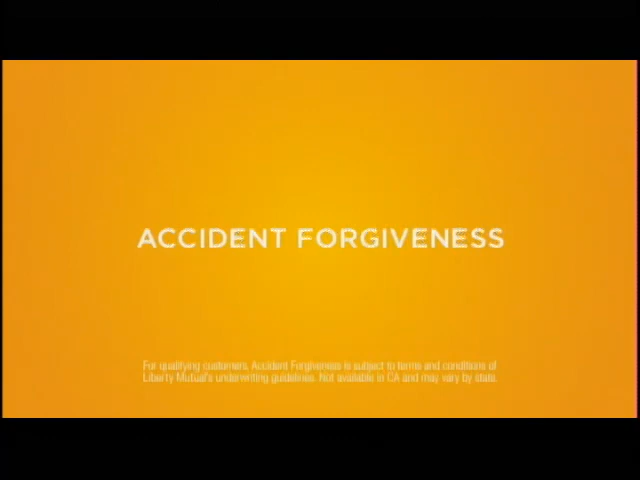 ACCIDENT FORGIVENESS
For qualifying customers. Accident Forgiveness is subject to terms and conditions of
Liberty Mutual's underwriting guidelines. Not available in CA and may vary by state.